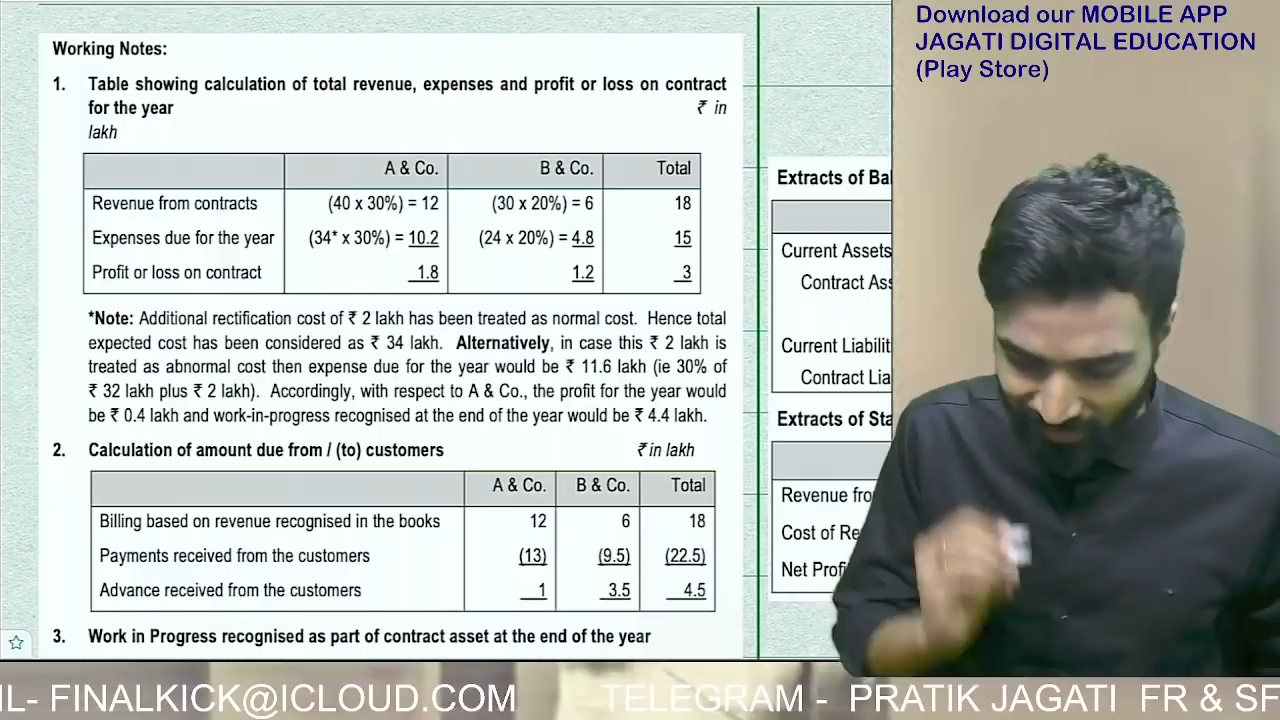 Download our MOBILE APP
JAGATI DIGITAL EDUCATION
(Play Store)
Working Notes:
1. Table showing calculation of total revenue, expenses and profit or loss on contract
for the year ₹ in
lakh
A & Co. B & Co. Total
Revenue from contracts (40 x 30%) = 12 (30 x 20%) = 6 18
Expenses due for the year (34* x 30%) = 10.2 (24 x 20%) = 4.8 15
Profit or loss on contract 1.8 1.2 3
*Note: Additional rectification cost of ₹ 2 lakh has been treated as normal cost. Hence total
expected cost has been considered as ₹ 34 lakh. Alternatively, in case this ₹ 2 lakh is
treated as abnormal cost then expense due for the year would be ₹ 11.6 lakh (ie 30% of
₹ 32 lakh plus ₹ 2 lakh). Accordingly, with respect to A & Co., the profit for the year would
be ₹ 0.4 lakh and work-in-progress recognised at the end of the year would be ₹ 4.4 lakh.
2. Calculation of amount due from / (to) customers ₹ in lakh
A & Co. B & Co. Total
Billing based on revenue recognised in the books 12 6 18
Payments received from the customers (13) (9.5) (22.5)
Advance received from the customers 1 3.5 4.5
3. Work in Progress recognised as part of contract asset at the end of the year
Extracts of Bal
Current Assets
Contract Ass
Current Liabilit
Contract Lia
Extracts of Sta
Revenue fro
Cost of Re
Net Profi
IL- FINALKICK@ICLOUD.COM TELEGRAM - PRATIK JAGATI FR & SF